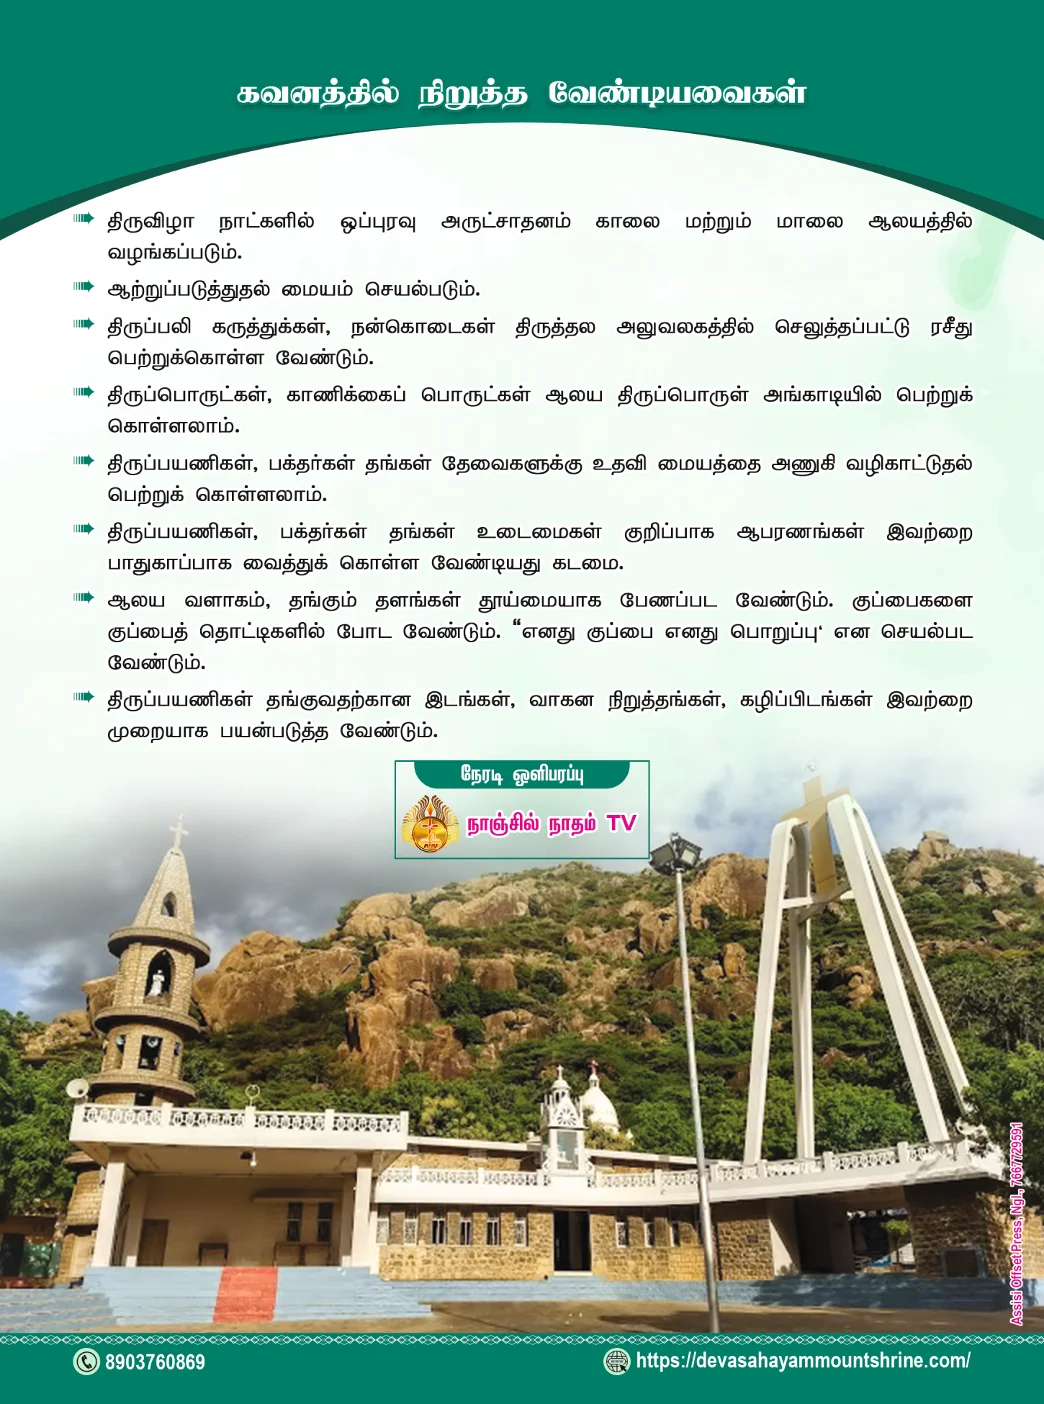 கவனத்தில் நிறுத்த வேண்டியவைகள்
திருவிழா நாட்களில் ஒப்புரவு அருட்சாதனம் காலை மற்றும் மாலை ஆலயத்தில்
வழங்கப்படும்.
ஆற்றுப்படுத்துதல் மையம் செயல்படும்.
திருப்பலி கருத்துக்கள், நன்கொடைகள் திருத்தல அலுவலகத்தில் செலுத்தப்பட்டு ரசீது
பெற்றுக்கொள்ள வேண்டும்.
திருப்பொருட்கள், காணிக்கைப் பொருட்கள் ஆலய திருப்பொருள் அங்காடியில் பெற்றுக்
கொள்ளலாம்.
திருப்பயணிகள், பக்தர்கள் தங்கள் தேவைகளுக்கு உதவி மையத்தை அணுகி வழிகாட்டுதல்
பெற்றுக் கொள்ளலாம்.
திருப்பயணிகள், பக்தர்கள் தங்கள் உடைமைகள் குறிப்பாக ஆபரணங்கள் இவற்றை
பாதுகாப்பாக வைத்துக் கொள்ள வேண்டியது கடமை.
ஆலய வளாகம், தங்கும் தளங்கள் தூய்மையாக பேணப்பட வேண்டும். குப்பைகளை
குப்பைத் தொட்டிகளில் போட வேண்டும். “எனது குப்பை எனது பொறுப்பு‘ என செயல்பட
வேண்டும்.
திருப்பயணிகள் தங்குவதற்கான இடங்கள், வாகன நிறுத்தங்கள், கழிப்பிடங்கள் இவற்றை
முறையாக பயன்படுத்த வேண்டும்.
நேரடி ஒளிபரப்பு
நாஞ்சில் நாதம் TV
Assisi Offset Press, Ngl., 7667729591
8903760869
https://devasahayammountshrine.com/